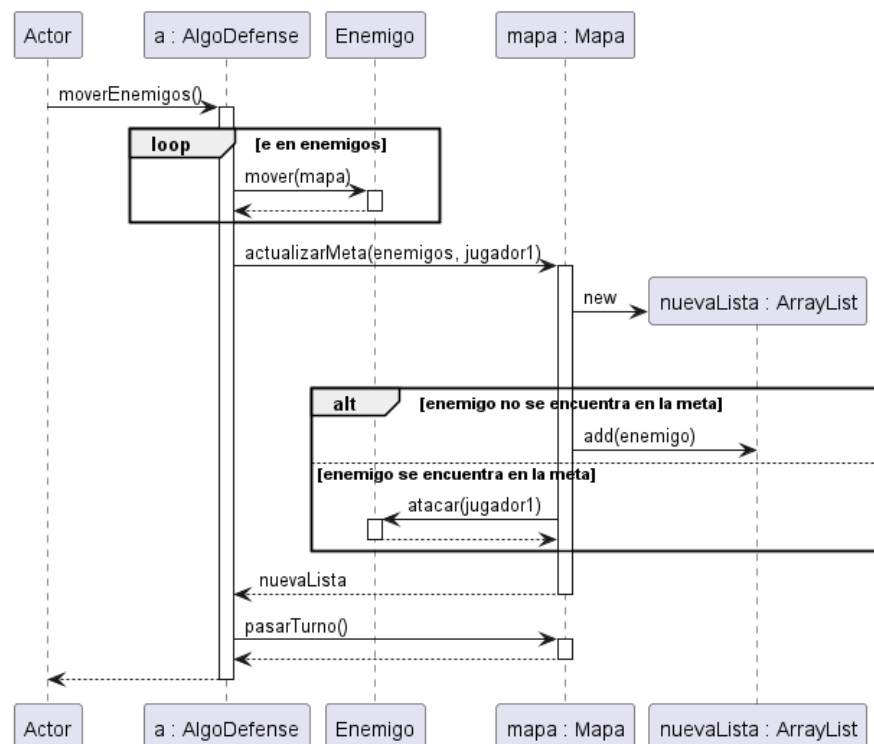 Actor
a : AlgoDefense
Enemigo
mapa : Mapa
moverEnemigos()
loop
[e en enemigos]
mover(mapa)
actualizarMeta(enemigos, jugador1)
new
nuevaLista : ArrayList
alt
[enemigo no se encuentra en la meta]
add(enemigo)
[enemigo se encuentra en la meta]
atacar(jugador1)
nuevaLista
pasarTurno()
Actor
a : AlgoDefense
Enemigo
mapa : Mapa
nuevaLista : ArrayList